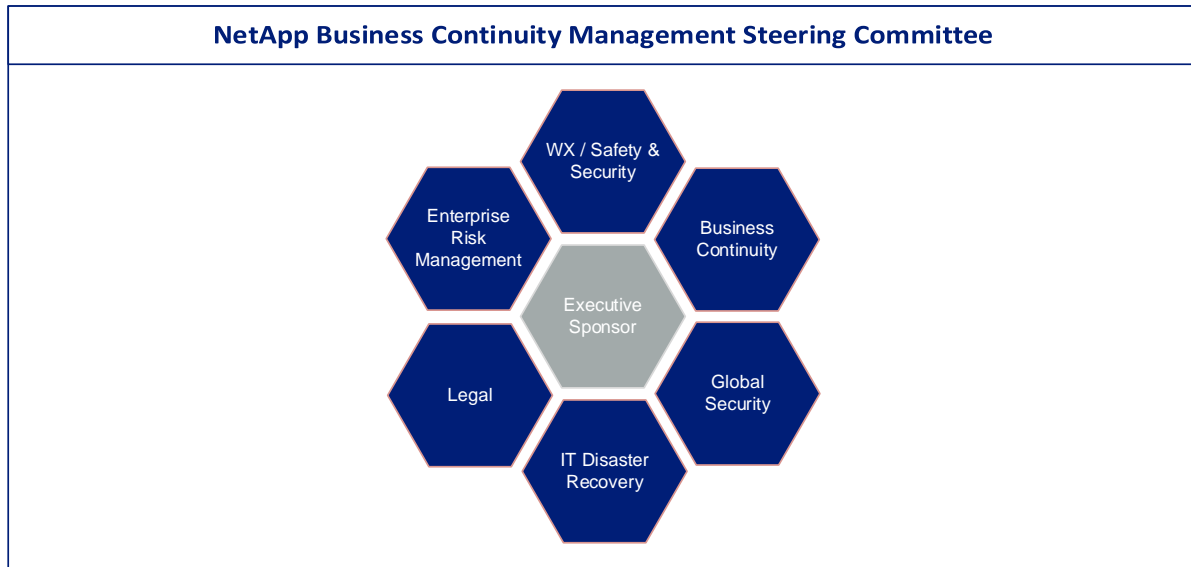 NetApp Business Continuity Management Steering Committee
WX / Safety &
Security
Enterprise
Risk
Management
Business
Continuity
Executive
Sponsor
Legal
Global
Security
IT Disaster
Recovery